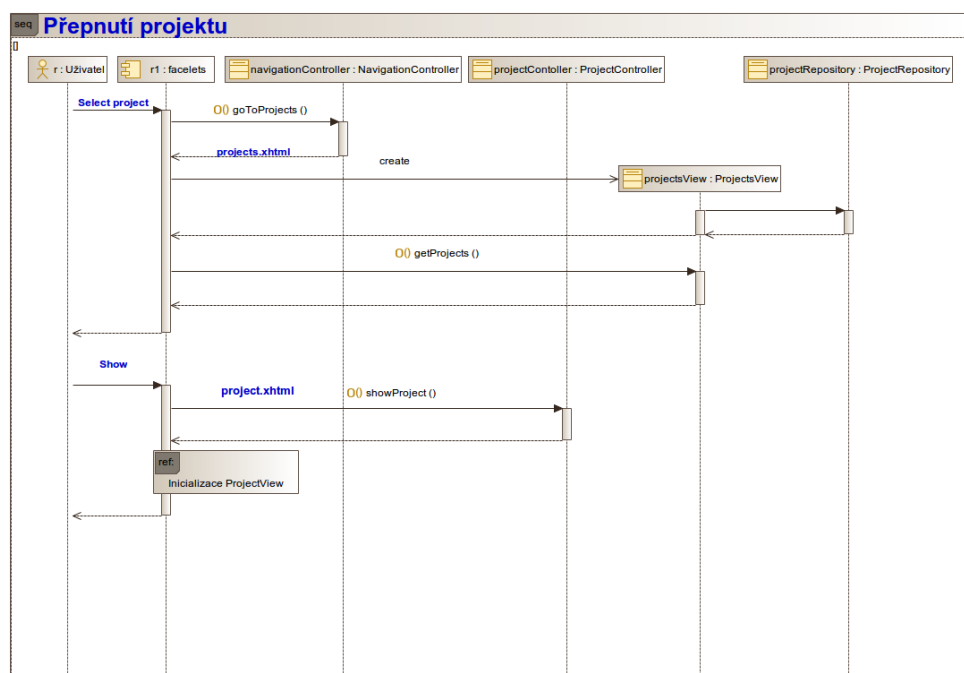 seq Přepnutí projektu
[]
r : Uživatel
r1 : facelets
navigationController : NavigationController
projectContoller : ProjectController
projectRepository : ProjectRepository
Select project
O() goToProjects ()
projects.xhtml
create
projectsView : ProjectsView
O() getProjects ()
Show
project.xhtml
O() showProject ()
ref:
Inicializace ProjectView